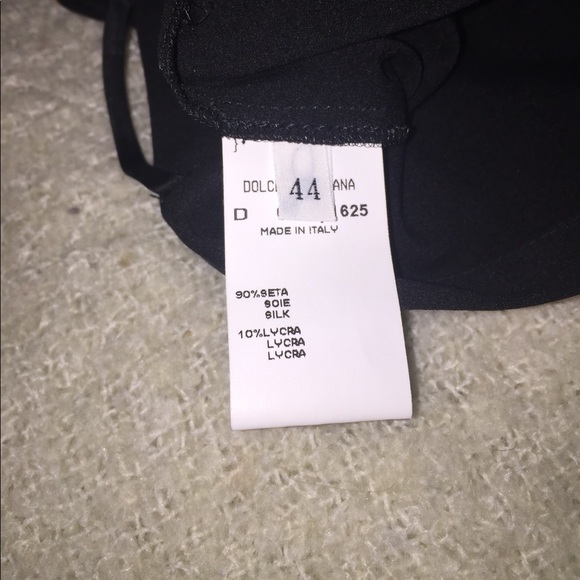 DOLC 44 ANA
D 625
MADE IN ITALY
90%SETA
SOIE
SILK
10%LYCRA
LYCRA
LYCRA